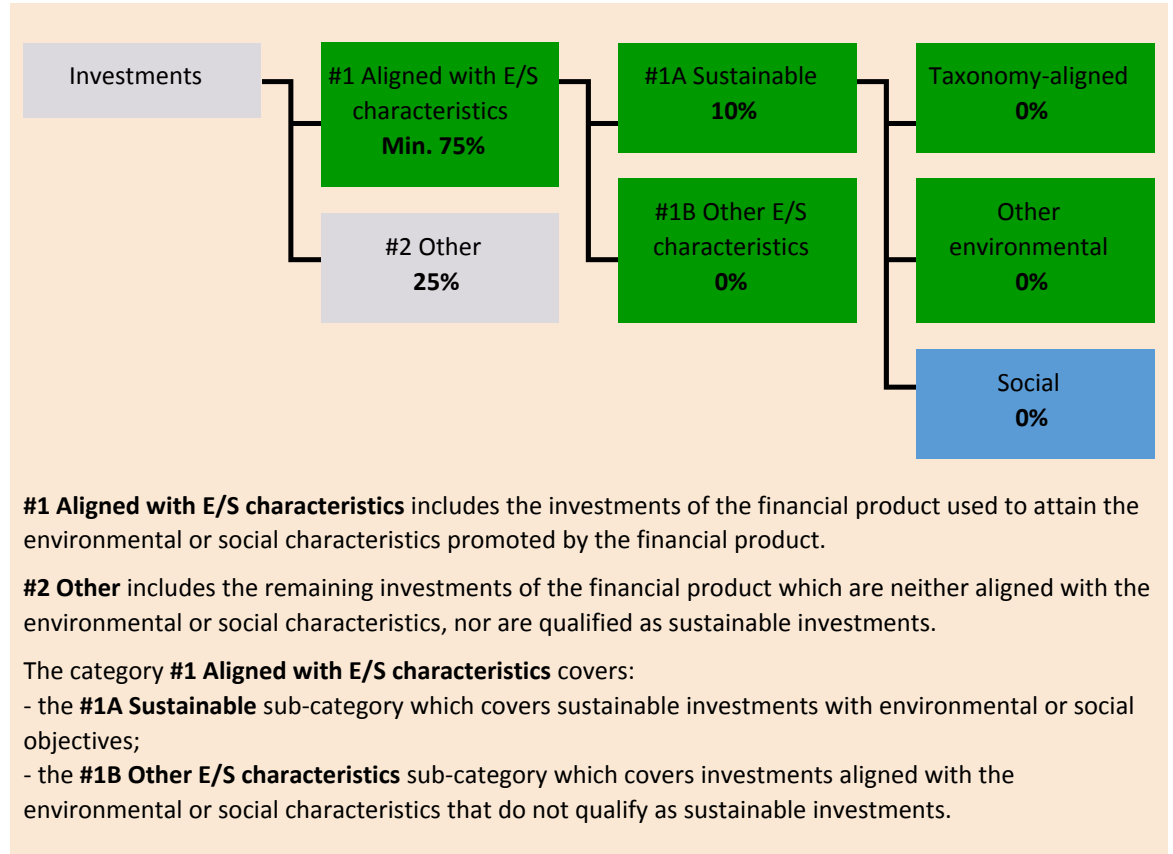 Investments
#1 Aligned with E/S
characteristics
Min. 75%
#2 Other
25%
#1A Sustainable
10%
#1B Other E/S
characteristics
0%
Taxonomy-aligned
0%
Other
environmental
0%
Social
0%
#1 Aligned with E/S characteristics includes the investments of the financial product used to attain the
environmental or social characteristics promoted by the financial product.
#2 Other includes the remaining investments of the financial product which are neither aligned with the
environmental or social characteristics, nor are qualified as sustainable investments.
The category #1 Aligned with E/S characteristics covers:
- the #1A Sustainable sub-category which covers sustainable investments with environmental or social
objectives;
- the #1B Other E/S characteristics sub-category which covers investments aligned with the
environmental or social characteristics that do not qualify as sustainable investments.